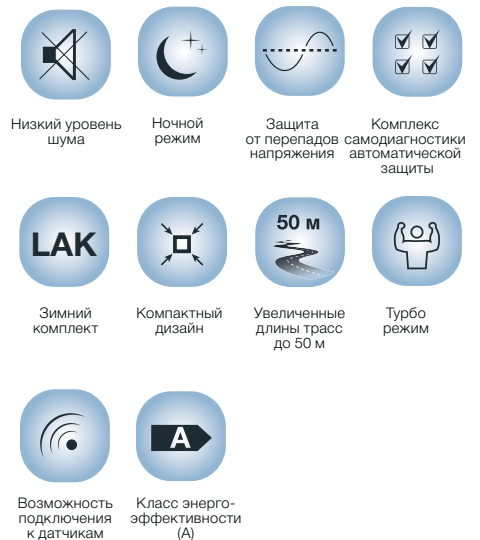 Низкий уровень
шума
Ночной
режим
Защита
от перепадов
напряжения
Комплекс
самодиагностики
автоматической
защиты
LAK
Зимний
комплект
Компактный
дизайн
50 м
Увеличенные
длины трасс
до 50 м
Турбо
режим
Возможность
подключения
к датчикам
A
Класс энерго-
эффективности
(А)